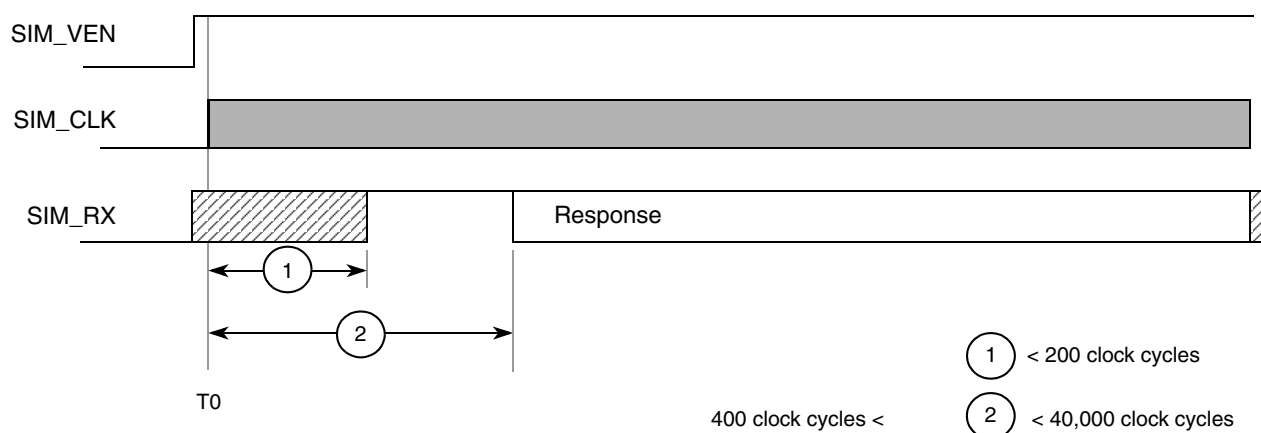 SIM_VEN
SIM_CLK
SIM_RX
Response
1
2
T0
1 < 200 clock cycles
400 clock cycles < 2 < 40,000 clock cycles